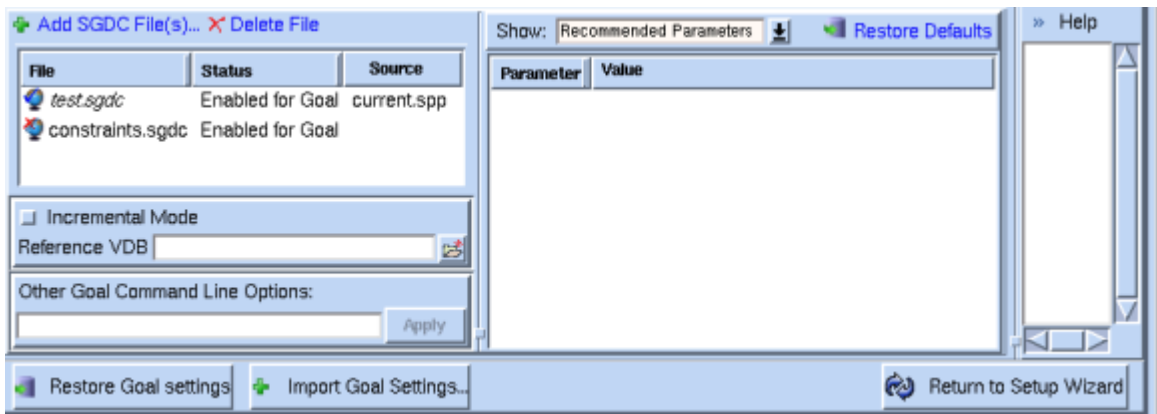 Add SGDC File(s)... Delete File
File Status Source
test.sgdc Enabled for Goal current.spp
constraints.sgdc Enabled for Goal
Incremental Mode
Reference VDB
Other Goal Command Line Options:
Apply
Show: Recommended Parameters Restore Defaults
Parameter Value
» Help
Restore Goal settings Import Goal Settings... Return to Setup Wizard